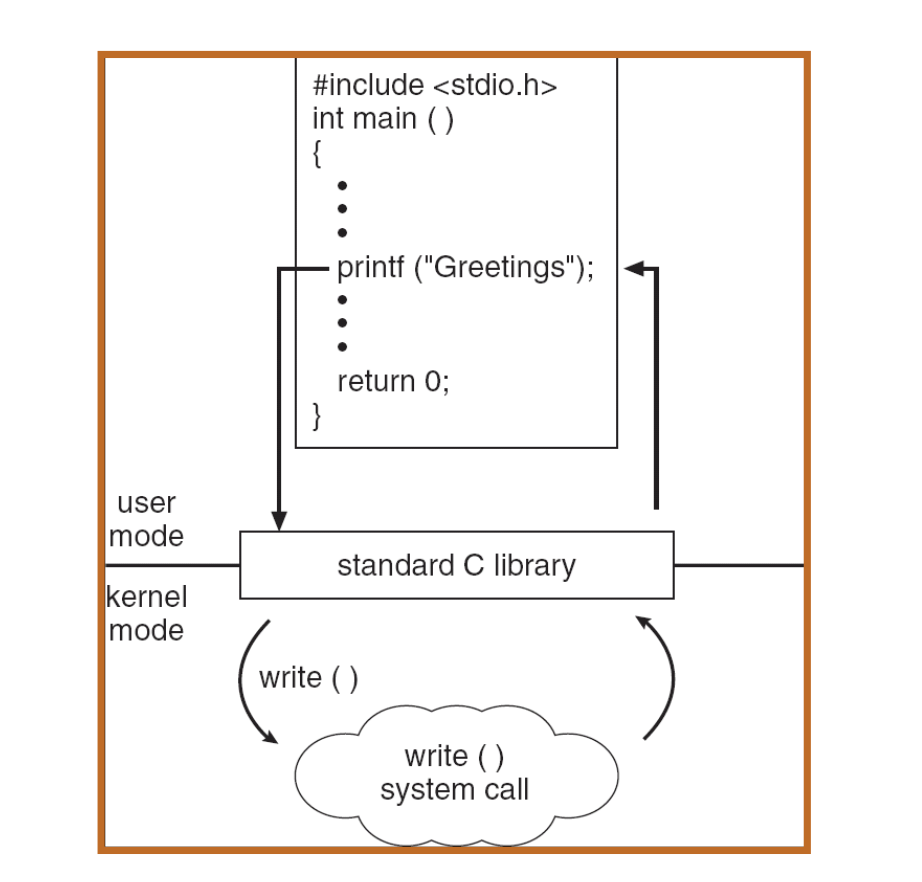 #include <stdio.h>
int main ( )
{
•
•
•
printf ("Greetings");
•
•
•
return 0;
}
user
mode
standard C library
kernel
mode
write ( )
write ( )
system call